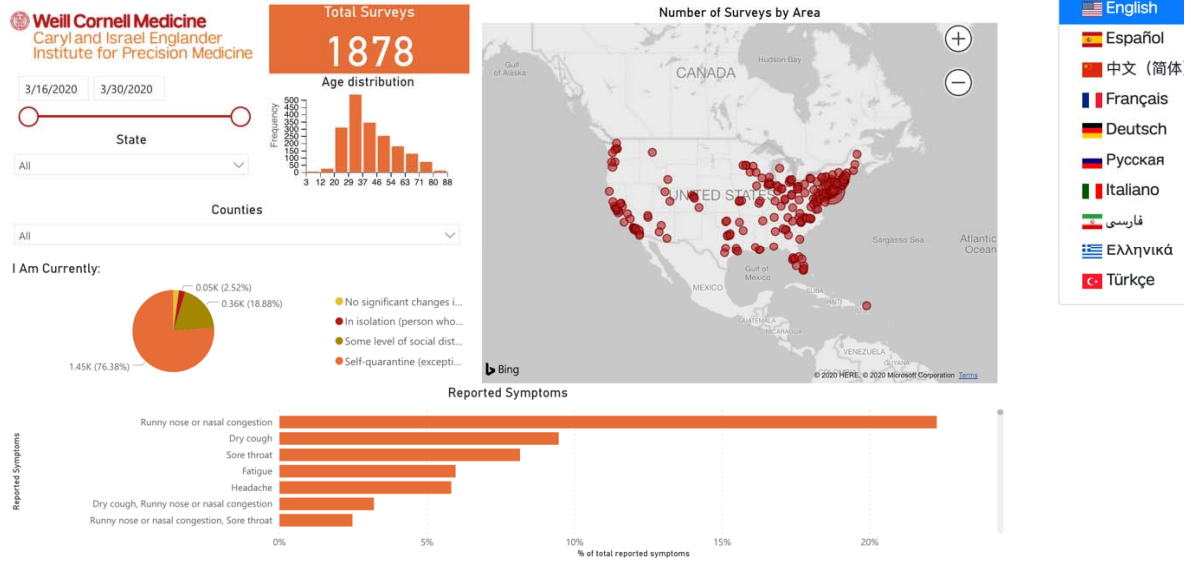 Weill Cornell Medicine
Caryl and Israel Englander
Institute for Precision Medicine
3/16/2020
3/30/2020
State
All
Counties
All
Total Surveys
1878
Age distribution
Frequency
500
450
400
350
300
250
200
150
100
50
0
3 12 20 29 37 46 54 63 71 80 88
I Am Currently:
0.05K (2.52%)
0.36K (18.88%)
1.45K (76.38%)
No significant changes i...
In isolation (person who...
Some level of social dist...
Self-quarantine (excepti...
Number of Surveys by Area
Gulf
of Alaska
Hudson Bay
CANADA
UNITED STATES
Sargasso Sea
Atlantic
Ocean
Gulf of
Mexico
MEXICO
CUBA
HAITI
GUATEMALA
NICARAGUA
VENEZUELA
GUYANA
Bing
© 2020 HERE, © 2020 Microsoft Corporation Terms
Reported Symptoms
Reported Symptoms
Runny nose or nasal congestion
Dry cough
Sore throat
Fatigue
Headache
Dry cough, Runny nose or nasal congestion
Runny nose or nasal congestion, Sore throat
0% 5% 10% 15% 20%
% of total reported symptoms
English
Español
中文（简体）
Français
Deutsch
Русская
Italiano
فارسی
Ελληνικά
Türkçe